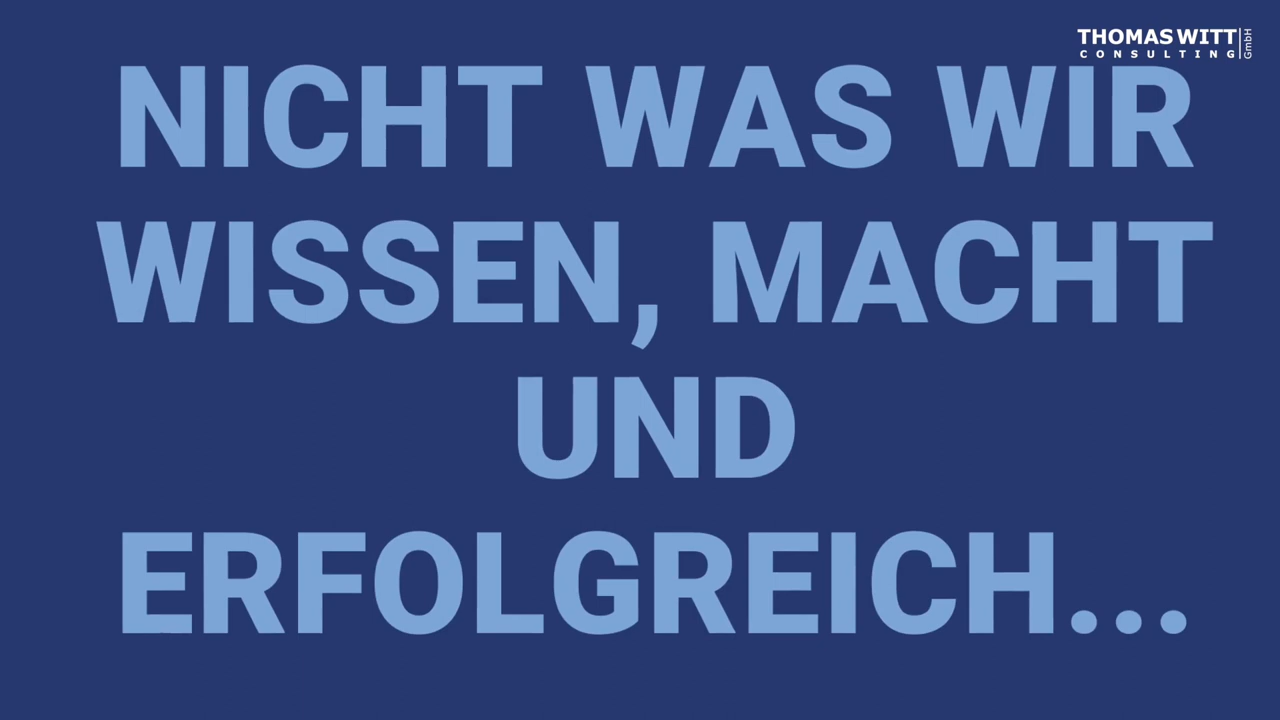 THOMAS WITT
CONSULTING
GmbH
NICHT WAS WIR
WISSEN, MACHT
UND
ERFOLGREICH...